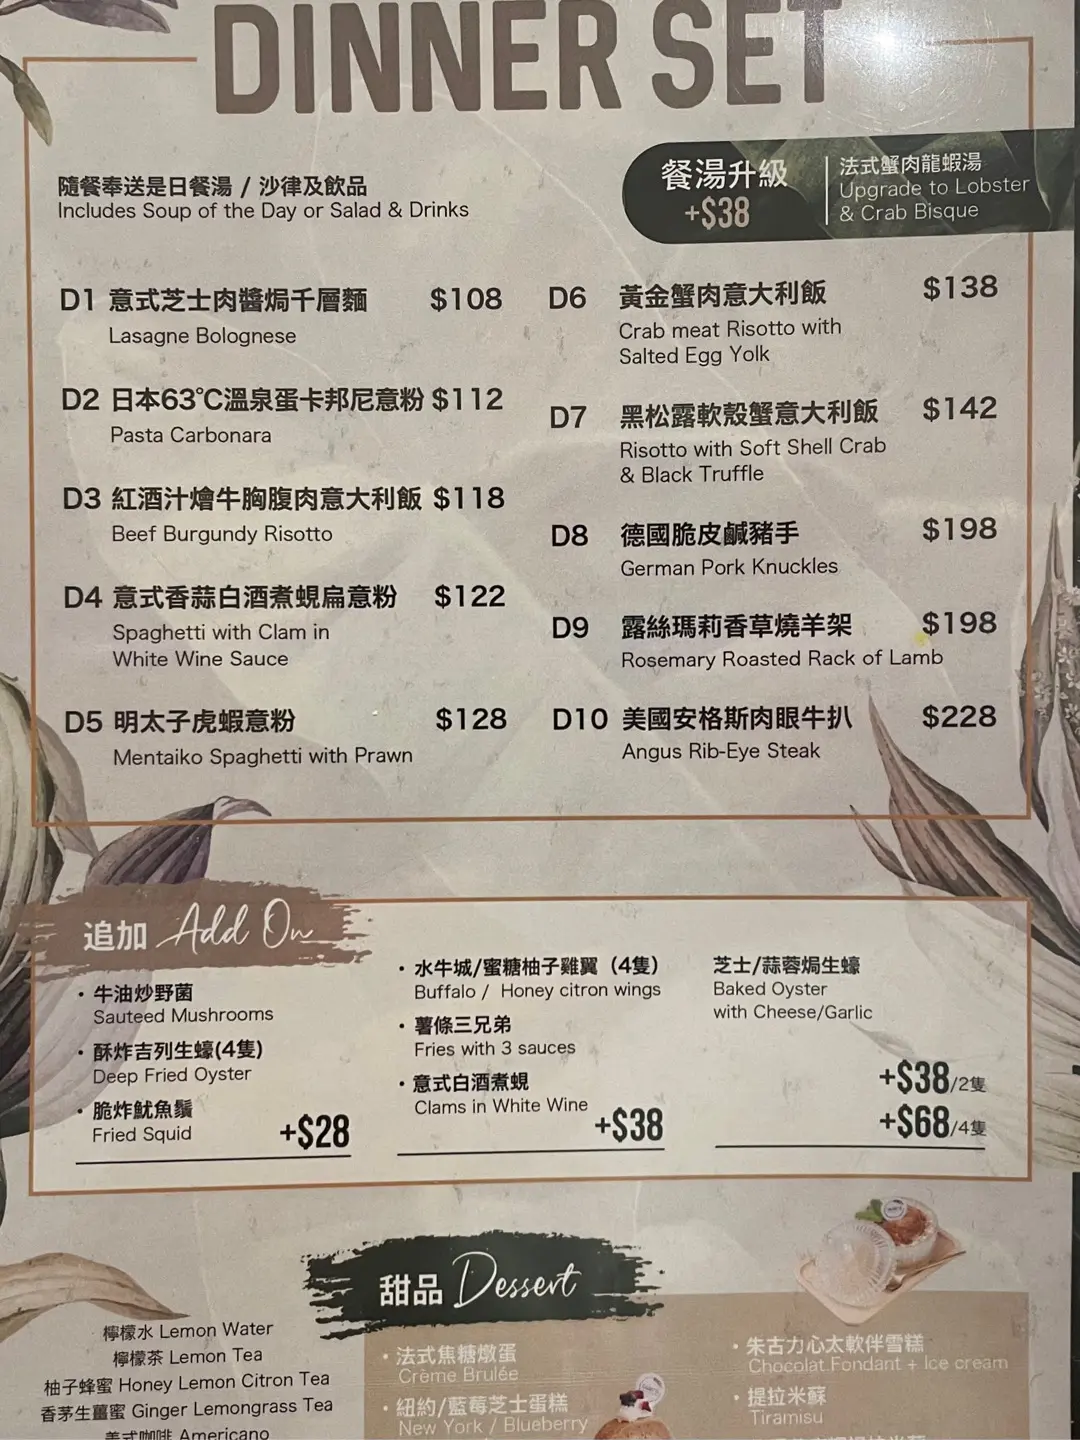 DINNER SET
隨餐奉送是日餐湯 / 沙律及飲品
Includes Soup of the Day or Salad & Drinks
餐湯升級
+$38
法式蟹肉龍蝦湯
Upgrade to Lobster
& Crab Bisque
D1 意式芝士肉醬焗千層麵 $108
Lasagne Bolognese
D2 日本63℃溫泉蛋卡邦尼意粉 $112
Pasta Carbonara
D3 紅酒汁燴牛胸腹肉意大利飯 $118
Beef Burgundy Risotto
D4 意式香蒜白酒煮蜆扁意粉 $122
Spaghetti with Clam in
White Wine Sauce
D5 明太子虎蝦意粉 $128
Mentaiko Spaghetti with Prawn
D6 黃金蟹肉意大利飯 $138
Crab meat Risotto with
Salted Egg Yolk
D7 黑松露軟殼蟹意大利飯 $142
Risotto with Soft Shell Crab
& Black Truffle
D8 德國脆皮鹹豬手 $198
German Pork Knuckles
D9 露絲瑪莉香草燒羊架 $198
Rosemary Roasted Rack of Lamb
D10 美國安格斯肉眼牛扒 $228
Angus Rib-Eye Steak
追加 Add On
· 牛油炒野菌
Sauteed Mushrooms
· 酥炸吉列生蠔(4隻)
Deep Fried Oyster
· 脆炸魷魚鬚
Fried Squid
+$28
· 水牛城/蜜糖柚子雞翼（4隻）
Buffalo / Honey citron wings
· 薯條三兄弟
Fries with 3 sauces
· 意式白酒煮蜆
Clams in White Wine
+$38
芝士/蒜蓉焗生蠔
Baked Oyster
with Cheese/Garlic
+$38/2隻
+$68/4隻
甜品 Dessert
檸檬水 Lemon Water
檸檬茶 Lemon Tea
柚子蜂蜜 Honey Lemon Citron Tea
香茅生薑蜜 Ginger Lemongrass Tea
美式咖啡 Americano
· 法式焦糖燉蛋
Crème Brulée
· 紐約/藍莓芝士蛋糕
New York / Blueberry
· 朱古力心太軟伴雪糕
Chocolat Fondant + Ice cream
· 提拉米蘇
Tiramisu